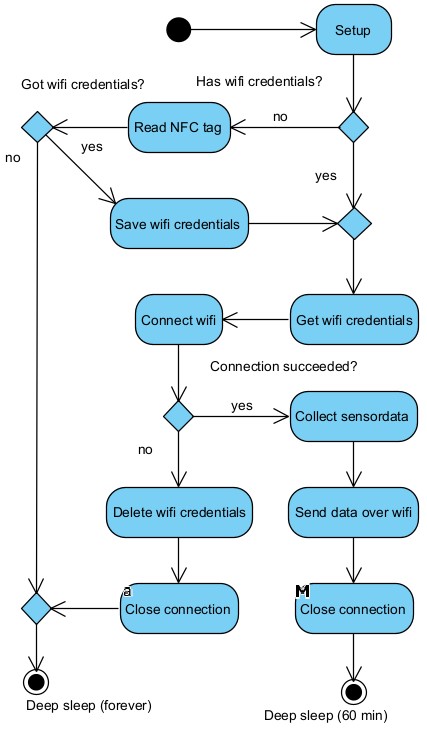 Setup
Got wifi credentials?
Has wifi credentials?
Read NFC tag
no
no
yes
yes
Save wifi credentials
Connect wifi
Get wifi credentials
Connection succeeded?
yes
Collect sensordata
no
Delete wifi credentials
Send data over wifi
a
M
Close connection
Close connection
Deep sleep (forever)
Deep sleep (60 min)